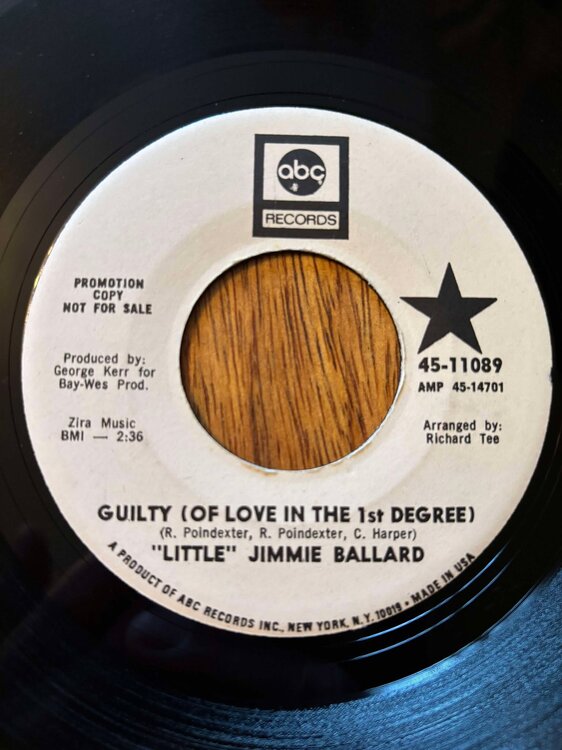 abc
RECORDS
PROMOTION
COPY
NOT FOR SALE
Produced by:
George Kerr for
Bay-Wes Prod.
Zira Music
BMI — 2:36
45-11089
AMP 45-14701
Arranged by:
Richard Tee
GUILTY (OF LOVE IN THE 1st DEGREE)
(R. Poindexter, R. Poindexter, C. Harper)
"LITTLE" JIMMIE BALLARD
A PRODUCT OF ABC RECORDS INC., NEW YORK, N.Y. 10019 • MADE IN USA